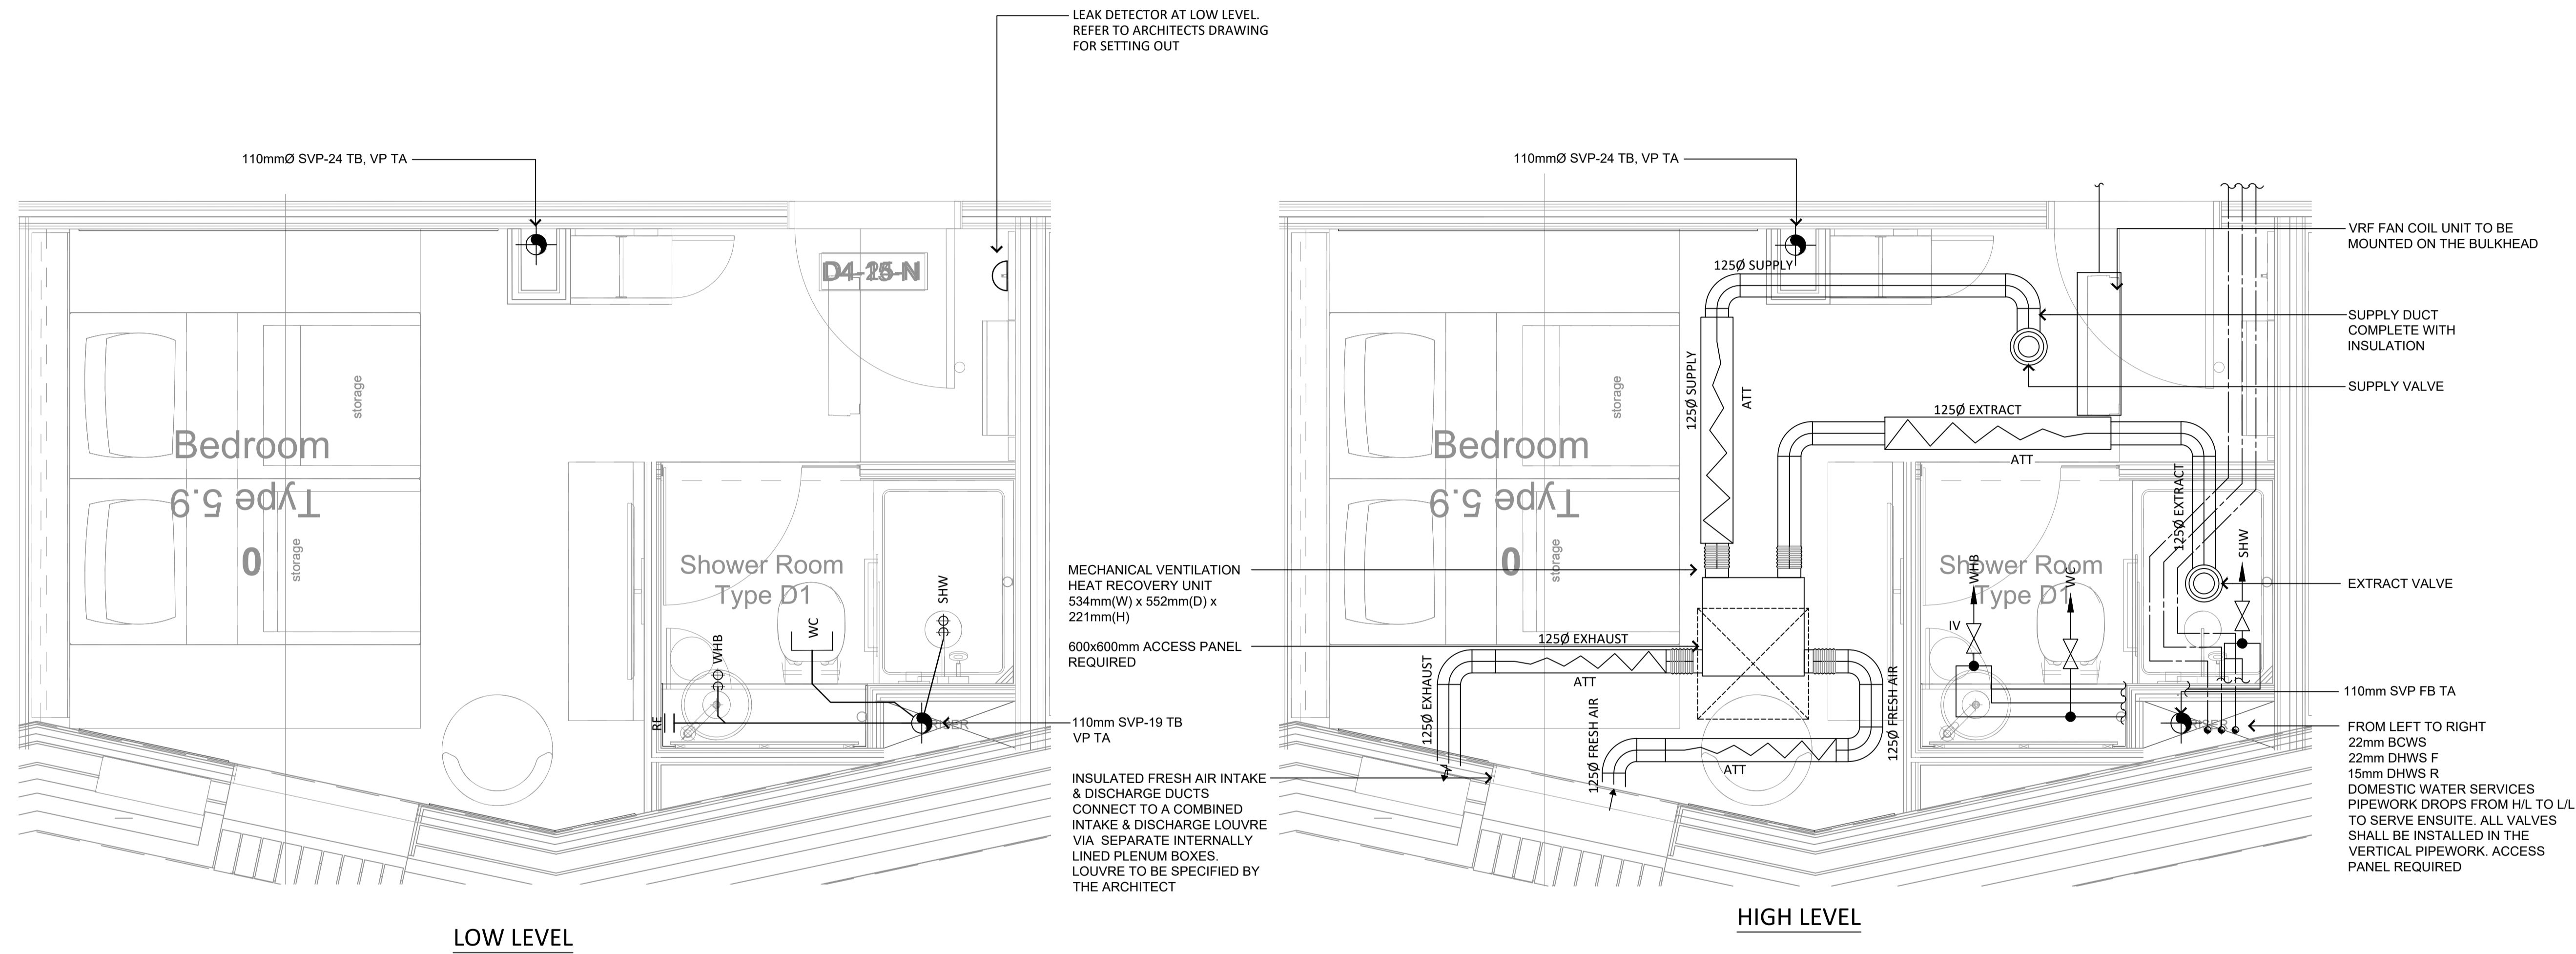 LEAK DETECTOR AT LOW LEVEL.
REFER TO ARCHITECTS DRAWING
FOR SETTING OUT
110mmØ SVP-24 TB, VP TA
storage
Bedroom
Type 5.9
0
storage
Shower Room
Type D1
WHB
WC
SHW
RE
LOW LEVEL
MECHANICAL VENTILATION
HEAT RECOVERY UNIT
534mm(W) x 552mm(D) x
221mm(H)
600x600mm ACCESS PANEL
REQUIRED
110mm SVP-19 TB
VP TA
INSULATED FRESH AIR INTAKE
& DISCHARGE DUCTS
CONNECT TO A COMBINED
INTAKE & DISCHARGE LOUVRE
VIA SEPARATE INTERNALLY
LINED PLENUM BOXES.
LOUVRE TO BE SPECIFIED BY
THE ARCHITECT
110mmØ SVP-24 TB, VP TA
125Ø SUPPLY
125Ø SUPPLY
ATT
storage
Bedroom
Type 5.9
0
storage
125Ø EXTRACT
ATT
125Ø EXTRACT
125Ø EXHAUST
ATT
125Ø EXHAUST
125Ø FRESH AIR
ATT
125Ø FRESH AIR
Shower Room
Type D1
WHB
WC
SHW
IV
HIGH LEVEL
VRF FAN COIL UNIT TO BE
MOUNTED ON THE BULKHEAD
SUPPLY DUCT
COMPLETE WITH
INSULATION
SUPPLY VALVE
EXTRACT VALVE
110mm SVP FB TA
FROM LEFT TO RIGHT
22mm BCWS
22mm DHWS F
15mm DHWS R
DOMESTIC WATER SERVICES
PIPEWORK DROPS FROM H/L TO L/L
TO SERVE ENSUITE. ALL VALVES
SHALL BE INSTALLED IN THE
VERTICAL PIPEWORK. ACCESS
PANEL REQUIRED